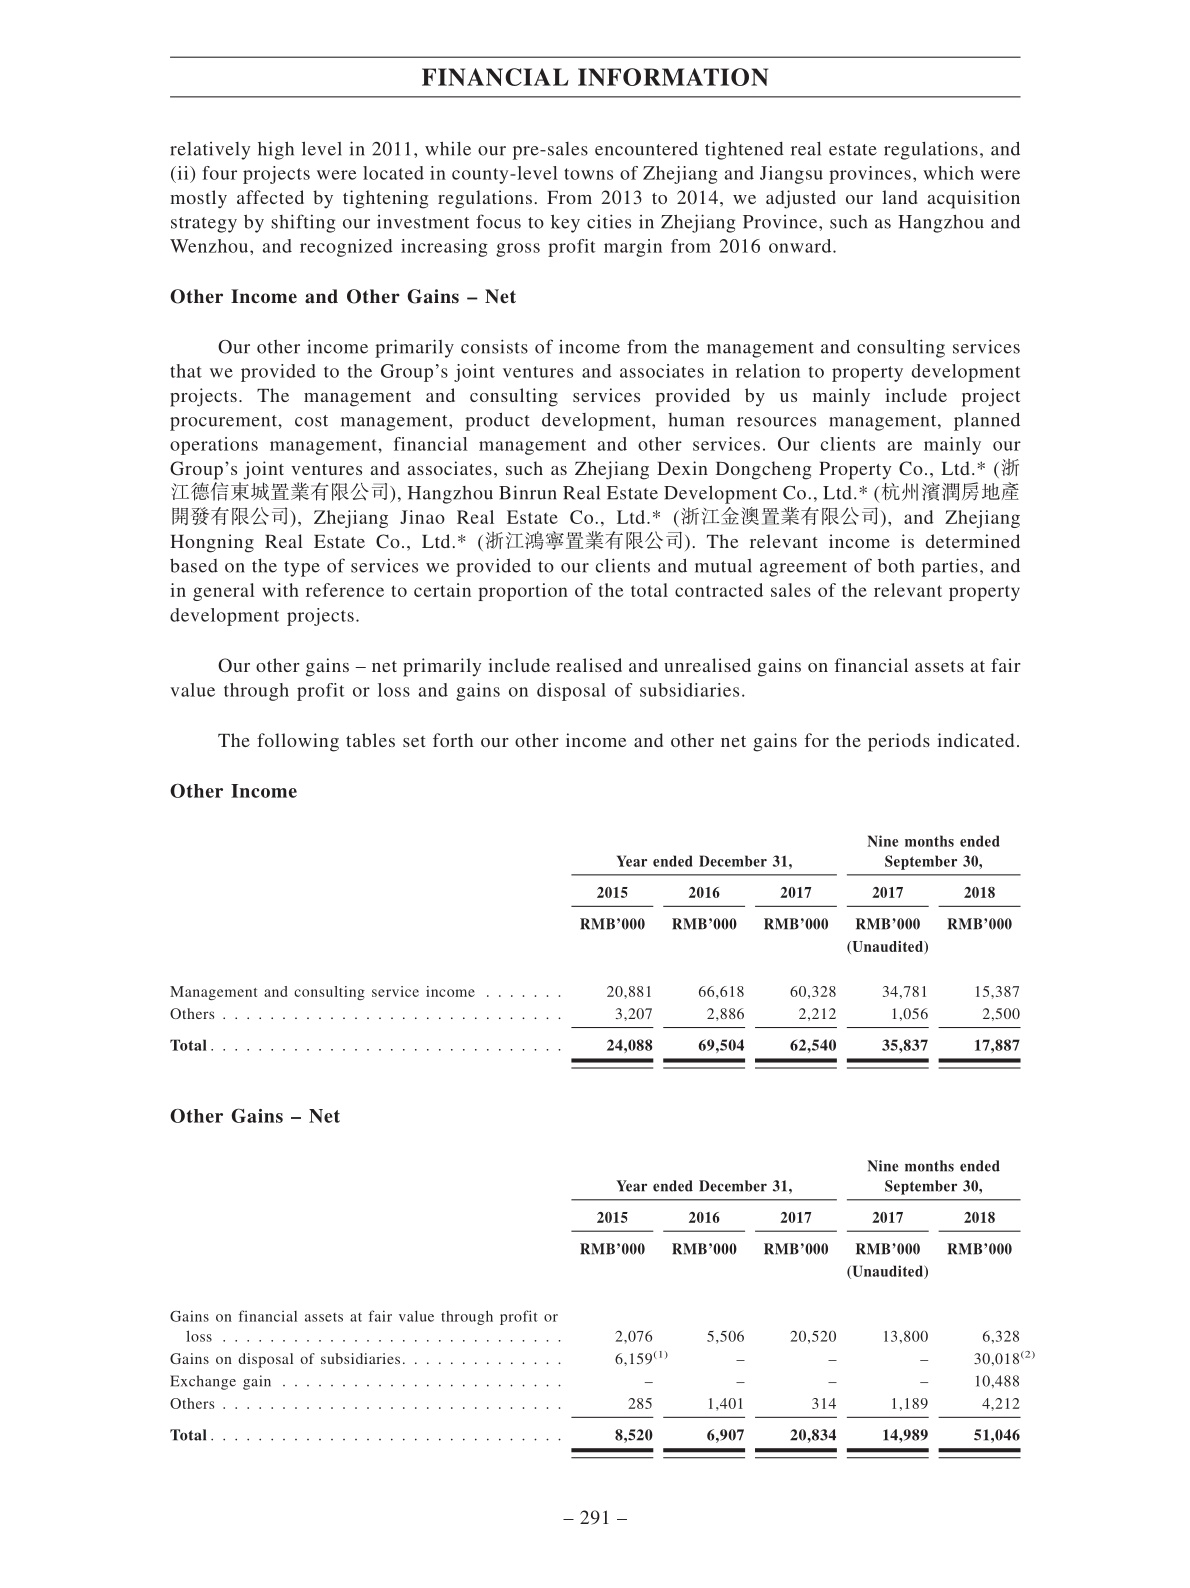 FINANCIAL INFORMATION
relatively high level in 2011, while our pre-sales encountered tightened real estate regulations, and
(ii) four projects were located in county-level towns of Zhejiang and Jiangsu provinces, which were
mostly affected by tightening regulations. From 2013 to 2014, we adjusted our land acquisition
strategy by shifting our investment focus to key cities in Zhejiang Province, such as Hangzhou and
Wenzhou, and recognized increasing gross profit margin from 2016 onward.
Other Income and Other Gains – Net
Our other income primarily consists of income from the management and consulting services
that we provided to the Group’s joint ventures and associates in relation to property development
projects. The management and consulting services provided by us mainly include project
procurement, cost management, product development, human resources management, planned
operations management, financial management and other services. Our clients are mainly our
Group’s joint ventures and associates, such as Zhejiang Dexin Dongcheng Property Co., Ltd.* (浙
江德信東城置業有限公司), Hangzhou Binrun Real Estate Development Co., Ltd.* (杭州濱潤房地產
開發有限公司), Zhejiang Jinao Real Estate Co., Ltd.* (浙江金澳置業有限公司), and Zhejiang
Hongning Real Estate Co., Ltd.* (浙江鴻寧置業有限公司). The relevant income is determined
based on the type of services we provided to our clients and mutual agreement of both parties, and
in general with reference to certain proportion of the total contracted sales of the relevant property
development projects.
Our other gains – net primarily include realised and unrealised gains on financial assets at fair
value through profit or loss and gains on disposal of subsidiaries.
The following tables set forth our other income and other net gains for the periods indicated.
Other Income
Nine months ended
Year ended December 31, September 30,
2015 2016 2017 2017 2018
RMB’000 RMB’000 RMB’000 RMB’000 RMB’000
(Unaudited)
Management and consulting service income . . . . . . . 20,881 66,618 60,328 34,781 15,387
Others . . . . . . . . . . . . . . . . . . . . . . . . . . . . . 3,207 2,886 2,212 1,056 2,500
Total . . . . . . . . . . . . . . . . . . . . . . . . . . . . . . 24,088 69,504 62,540 35,837 17,887
Other Gains – Net
Nine months ended
Year ended December 31, September 30,
2015 2016 2017 2017 2018
RMB’000 RMB’000 RMB’000 RMB’000 RMB’000
(Unaudited)
Gains on financial assets at fair value through profit or
loss . . . . . . . . . . . . . . . . . . . . . . . . . . . . . 2,076 5,506 20,520 13,800 6,328
Gains on disposal of subsidiaries. . . . . . . . . . . . . . 6,159(1) – – – 30,018(2)
Exchange gain . . . . . . . . . . . . . . . . . . . . . . . . – – – – 10,488
Others . . . . . . . . . . . . . . . . . . . . . . . . . . . . . 285 1,401 314 1,189 4,212
Total . . . . . . . . . . . . . . . . . . . . . . . . . . . . . . 8,520 6,907 20,834 14,989 51,046
– 291 –